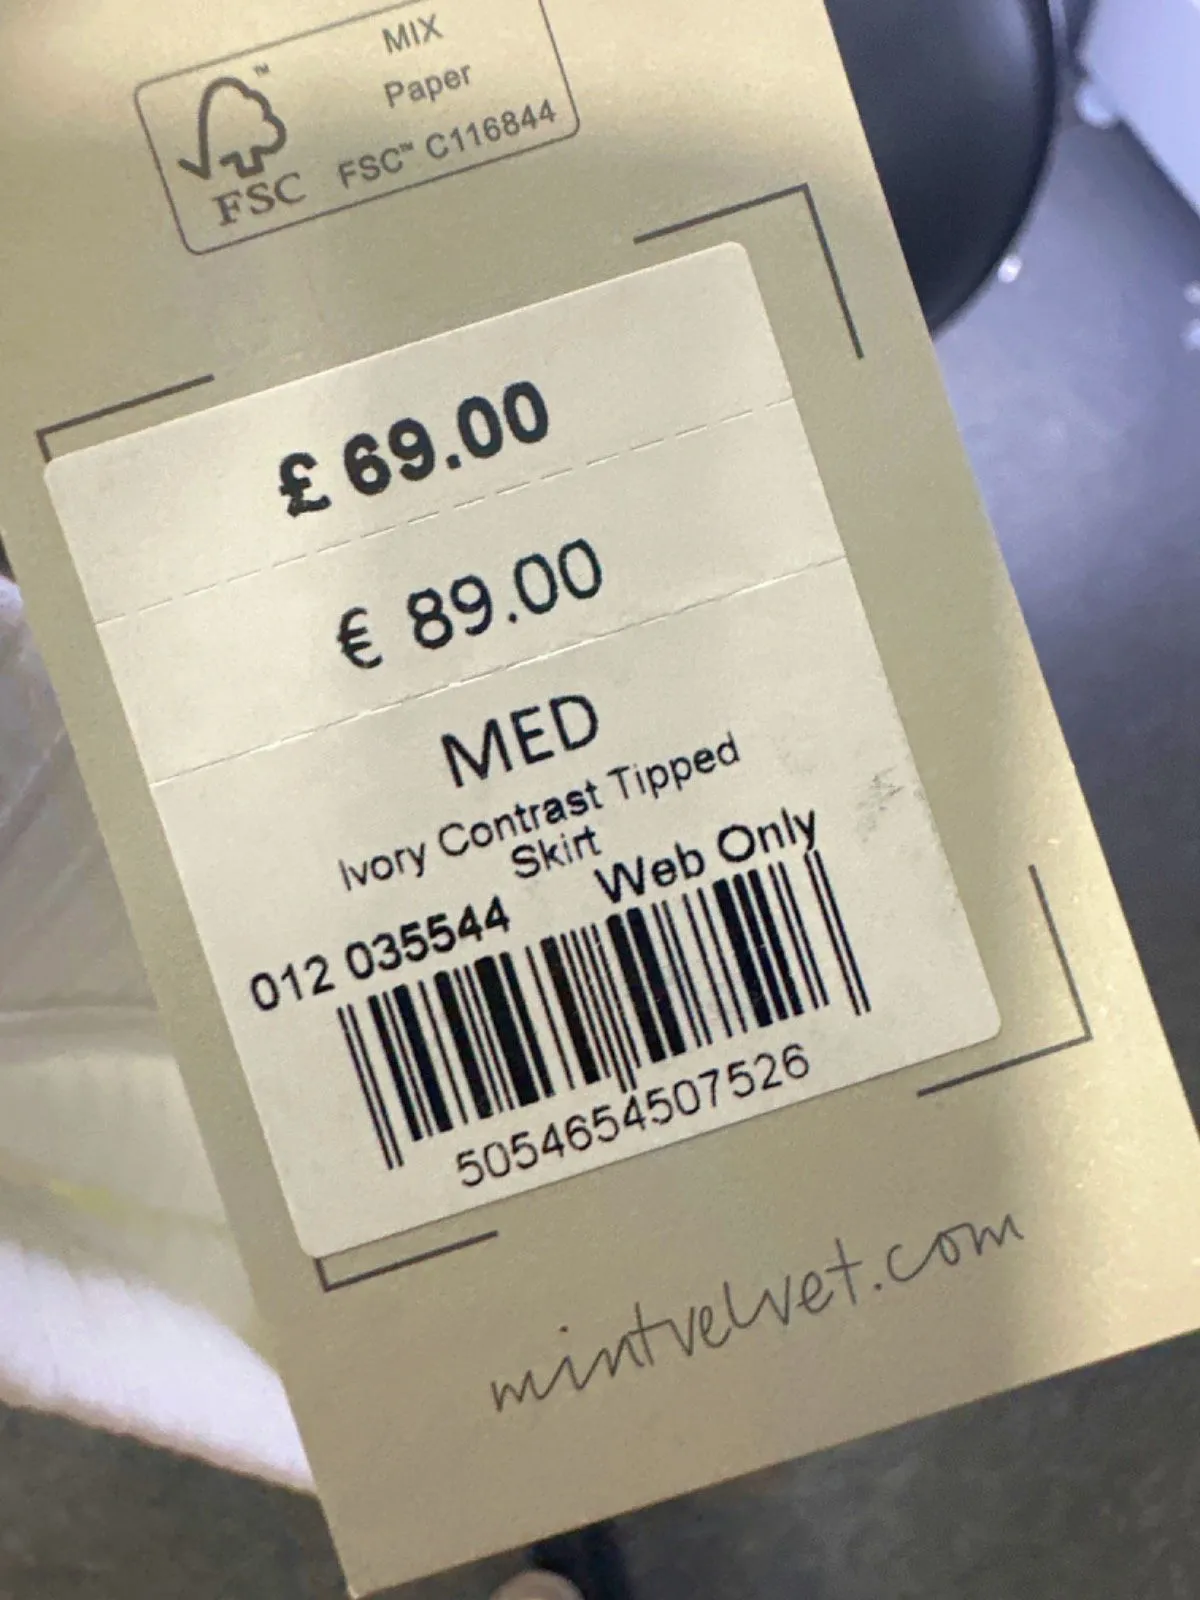 MIX
Paper
FSC™ C116844
™
FSC
£ 69.00
€ 89.00
MED
Ivory Contrast Tipped
Skirt
012 035544 Web Only
5054654507526
mintvelvet.com